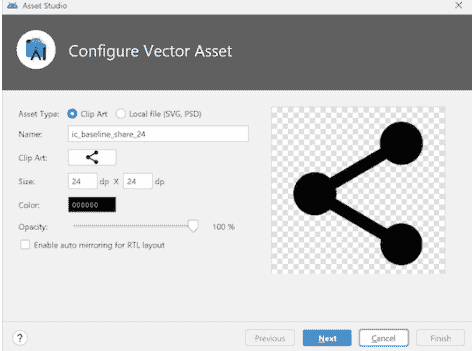 Asset Studio
Configure Vector Asset
Asset Type: Clip Art Local file (SVG, PSD)
Name: ic_baseline_share_24
Clip Art:
Size: 24 dp X 24 dp
Color: 000000
Opacity: 100 %
Enable auto mirroring for RTL layout
? Previous Next Cancel Finish